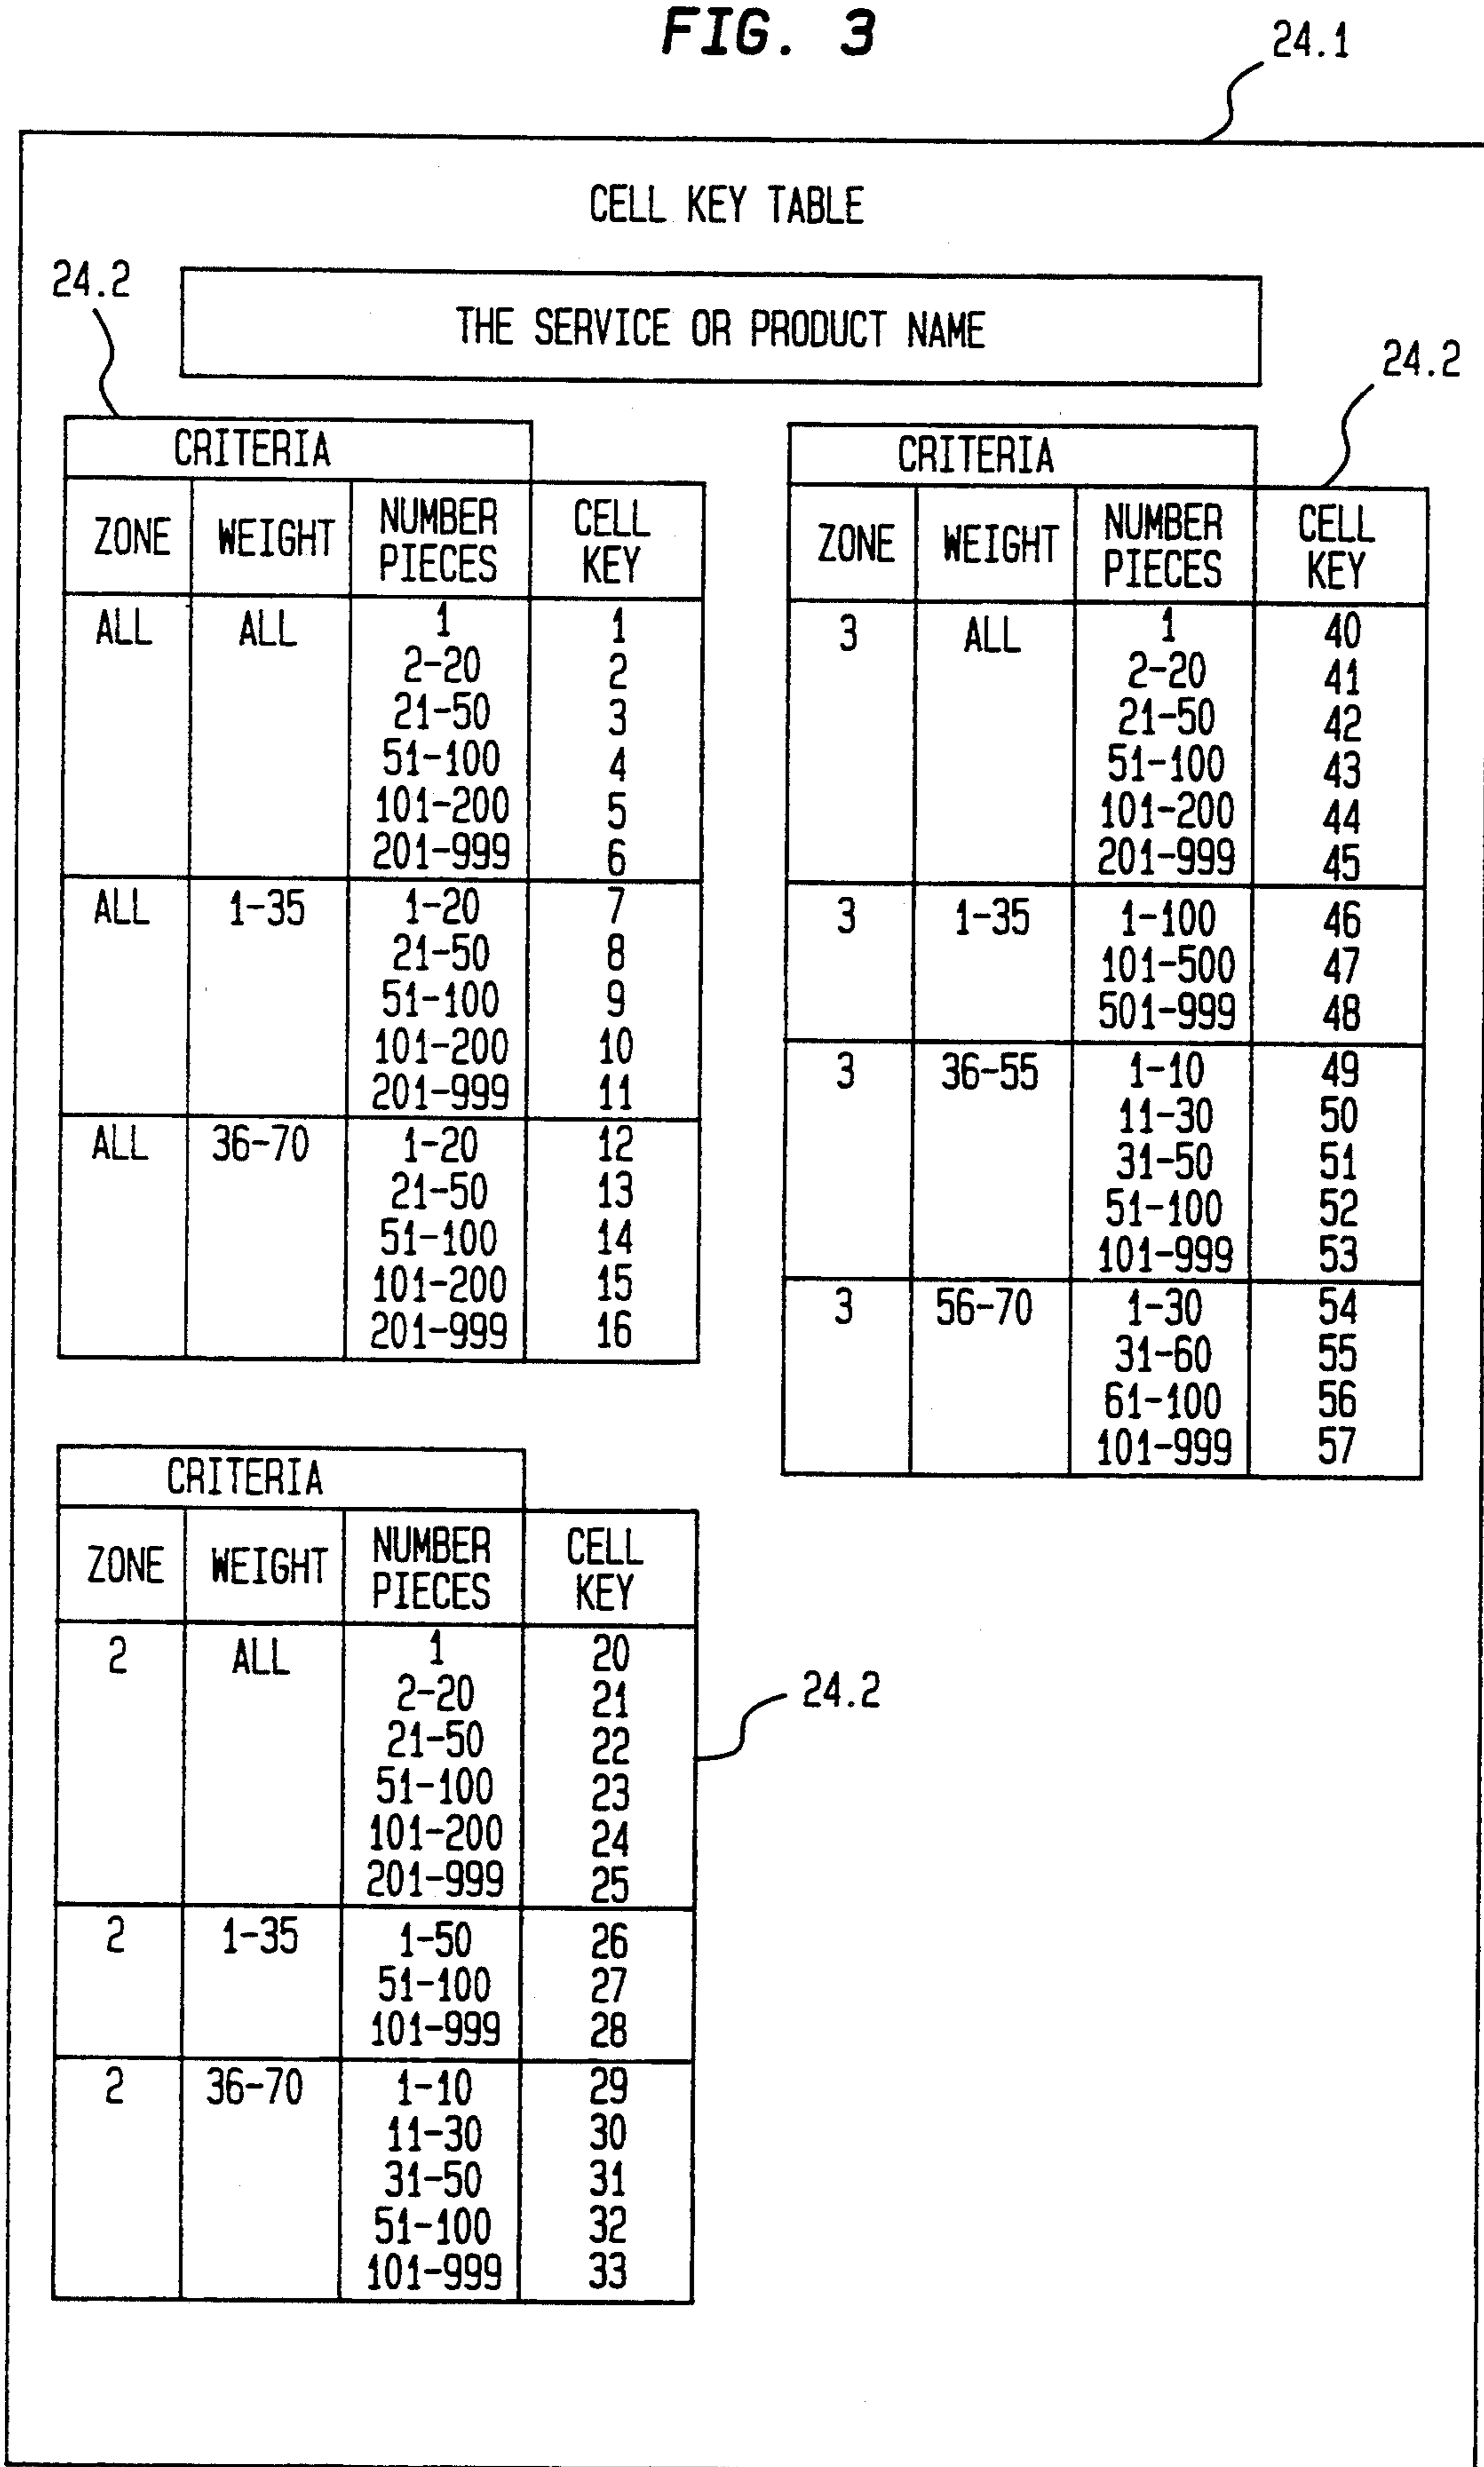 FIG. 3
24.1
CELL KEY TABLE
24.2
THE SERVICE OR PRODUCT NAME
CRITERIA
ZONE WEIGHT NUMBER PIECES CELL KEY
ALL ALL 1 1
2-20 2
21-50 3
51-100 4
101-200 5
201-999 6
ALL 1-35 1-20 7
21-50 8
51-100 9
101-200 10
201-999 11
ALL 36-70 1-20 12
21-50 13
51-100 14
101-200 15
201-999 16
24.2
CRITERIA
ZONE WEIGHT NUMBER PIECES CELL KEY
3 ALL 1 40
2-20 41
21-50 42
51-100 43
101-200 44
201-999 45
3 1-35 1-100 46
101-500 47
501-999 48
3 36-55 1-10 49
11-30 50
31-50 51
51-100 52
101-999 53
3 56-70 1-30 54
31-60 55
61-100 56
101-999 57
CRITERIA
ZONE WEIGHT NUMBER PIECES CELL KEY
2 ALL 1 20
2-20 21
21-50 22
51-100 23
101-200 24
201-999 25
2 1-35 1-50 26
51-100 27
101-999 28
2 36-70 1-10 29
11-30 30
31-50 31
51-100 32
101-999 33
24.2